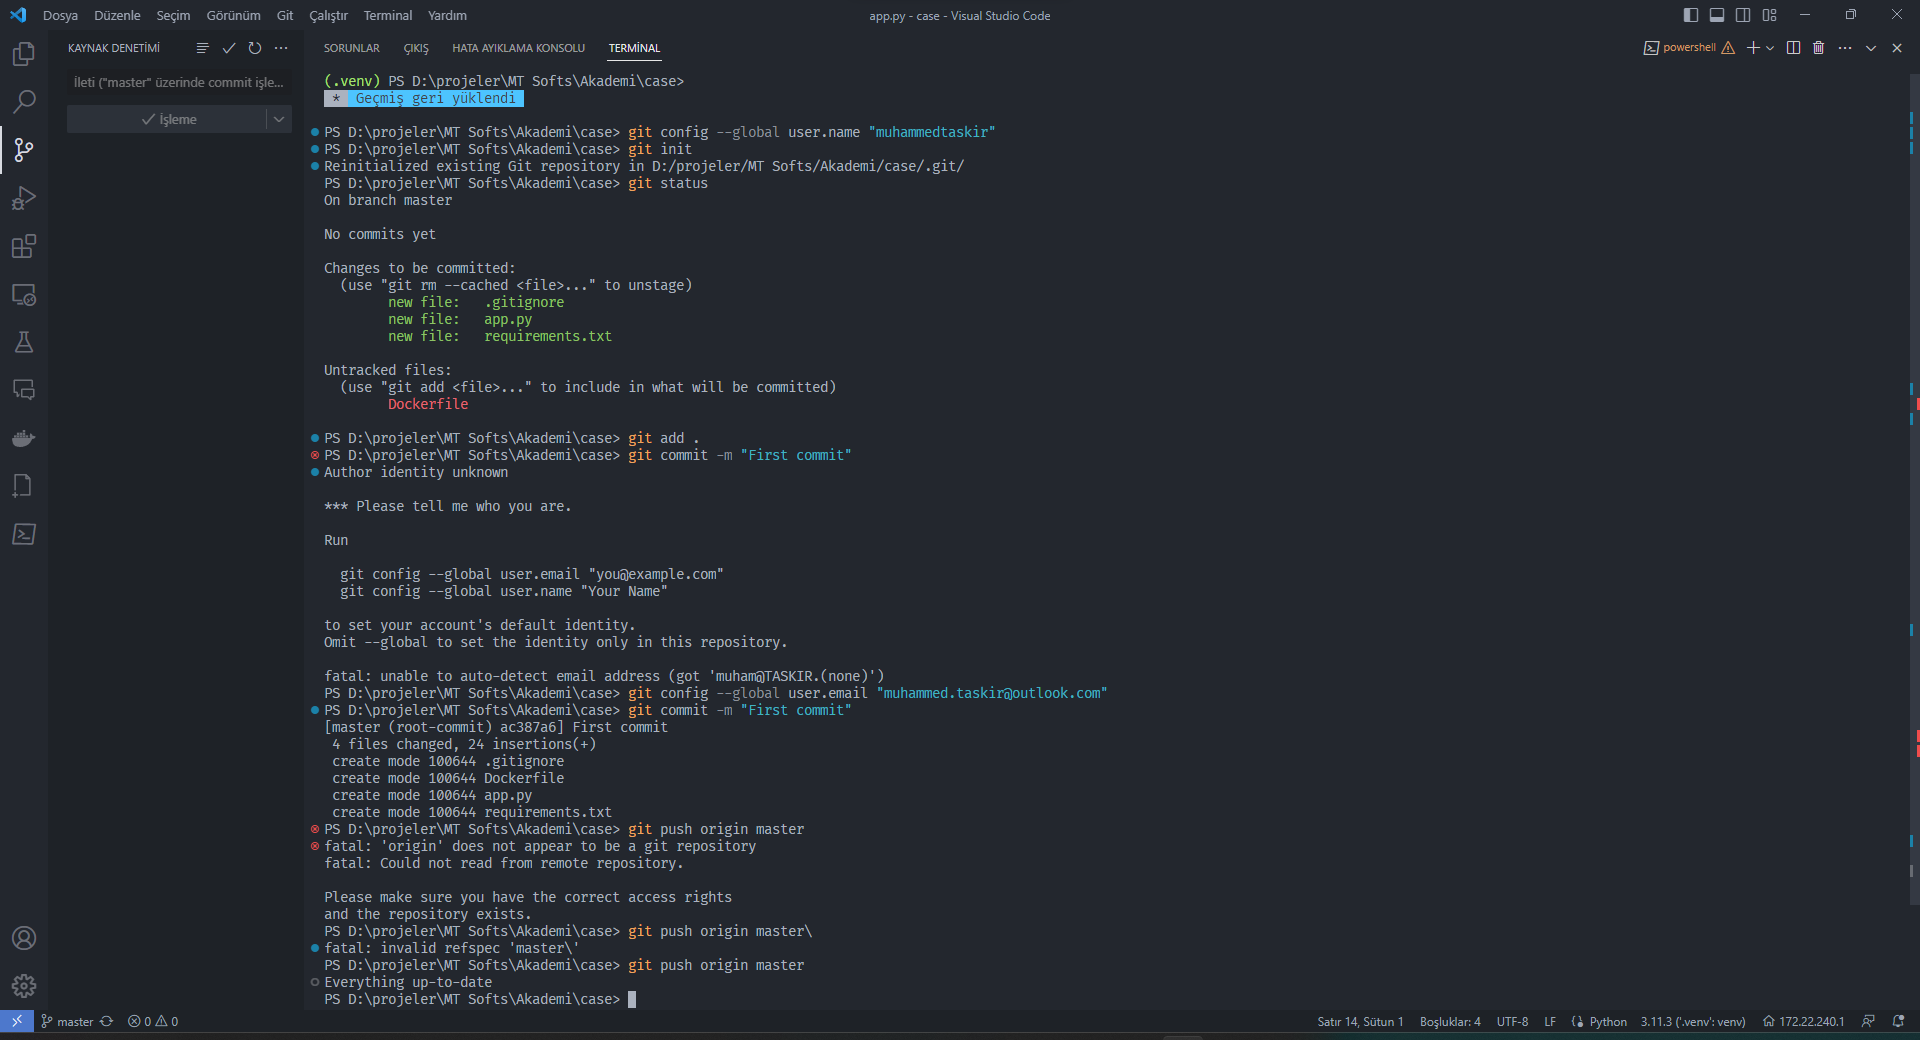 Dosya Düzenle Seçim Görünüm Git Çalıştır Terminal Yardım
app.py - case - Visual Studio Code
KAYNAK DENETİMİ
İleti ("master" üzerinde commit işle...
İşleme
SORUNLAR ÇIKIŞ HATA AYIKLAMA KONSOLU TERMİNAL
powershell
(.venv) PS D:\projeler\MT Softs\Akademi\case>
* Geçmiş geri yüklendi
PS D:\projeler\MT Softs\Akademi\case> git config --global user.name "muhammedtaskir"
PS D:\projeler\MT Softs\Akademi\case> git init
Reinitialized existing Git repository in D:/projeler/MT Softs/Akademi/case/.git/
PS D:\projeler\MT Softs\Akademi\case> git status
On branch master
No commits yet
Changes to be committed:
(use "git rm --cached <file>..." to unstage)
new file: .gitignore
new file: app.py
new file: requirements.txt
Untracked files:
(use "git add <file>..." to include in what will be committed)
Dockerfile
PS D:\projeler\MT Softs\Akademi\case> git add .
PS D:\projeler\MT Softs\Akademi\case> git commit -m "First commit"
Author identity unknown
*** Please tell me who you are.
Run
git config --global user.email "you@example.com"
git config --global user.name "Your Name"
to set your account's default identity.
Omit --global to set the identity only in this repository.
fatal: unable to auto-detect email address (got 'muham@TASKIR.(none)')
PS D:\projeler\MT Softs\Akademi\case> git config --global user.email "muhammed.taskir@outlook.com"
PS D:\projeler\MT Softs\Akademi\case> git commit -m "First commit"
[master (root-commit) ac387a6] First commit
4 files changed, 24 insertions(+)
create mode 100644 .gitignore
create mode 100644 Dockerfile
create mode 100644 app.py
create mode 100644 requirements.txt
PS D:\projeler\MT Softs\Akademi\case> git push origin master
fatal: 'origin' does not appear to be a git repository
fatal: Could not read from remote repository.
Please make sure you have the correct access rights
and the repository exists.
PS D:\projeler\MT Softs\Akademi\case> git push origin master\
fatal: invalid refspec 'master\'
PS D:\projeler\MT Softs\Akademi\case> git push origin master
Everything up-to-date
PS D:\projeler\MT Softs\Akademi\case>
master 0 0 Satır 14, Sütun 1 Boşluklar: 4 UTF-8 LF Python 3.11.3 ('.venv': venv) 172.22.240.1